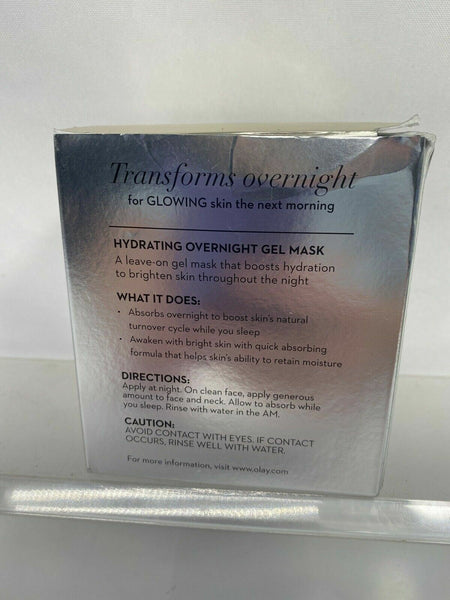 Transforms overnight
for GLOWING skin the next morning
HYDRATING OVERNIGHT GEL MASK
A leave-on gel mask that boosts hydration
to brighten skin throughout the night
WHAT IT DOES:
• Absorbs overnight to boost skin's natural
turnover cycle while you sleep
• Awaken with bright skin with quick absorbing
formula that helps skin's ability to retain moisture
DIRECTIONS:
Apply at night. On clean face, apply generous
amount to face and neck. Allow to absorb while
you sleep. Rinse with water in the AM.
CAUTION:
AVOID CONTACT WITH EYES. IF CONTACT
OCCURS, RINSE WELL WITH WATER.
For more information, visit www.olay.com